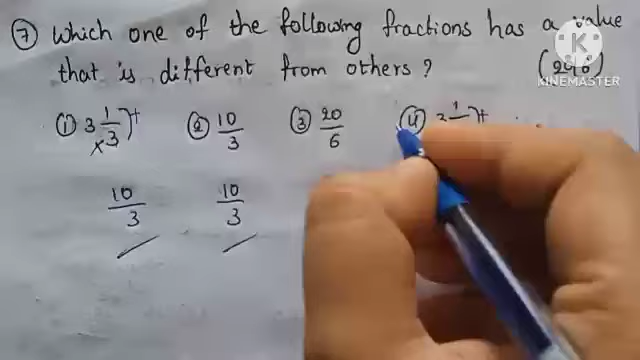 ⑦ Which one of the following fractions has a value
that is different from others?
KINEMASTER
① 3 1/3 ② 10/3 ③ 20/6 ④ 3 1/
10/3 10/3